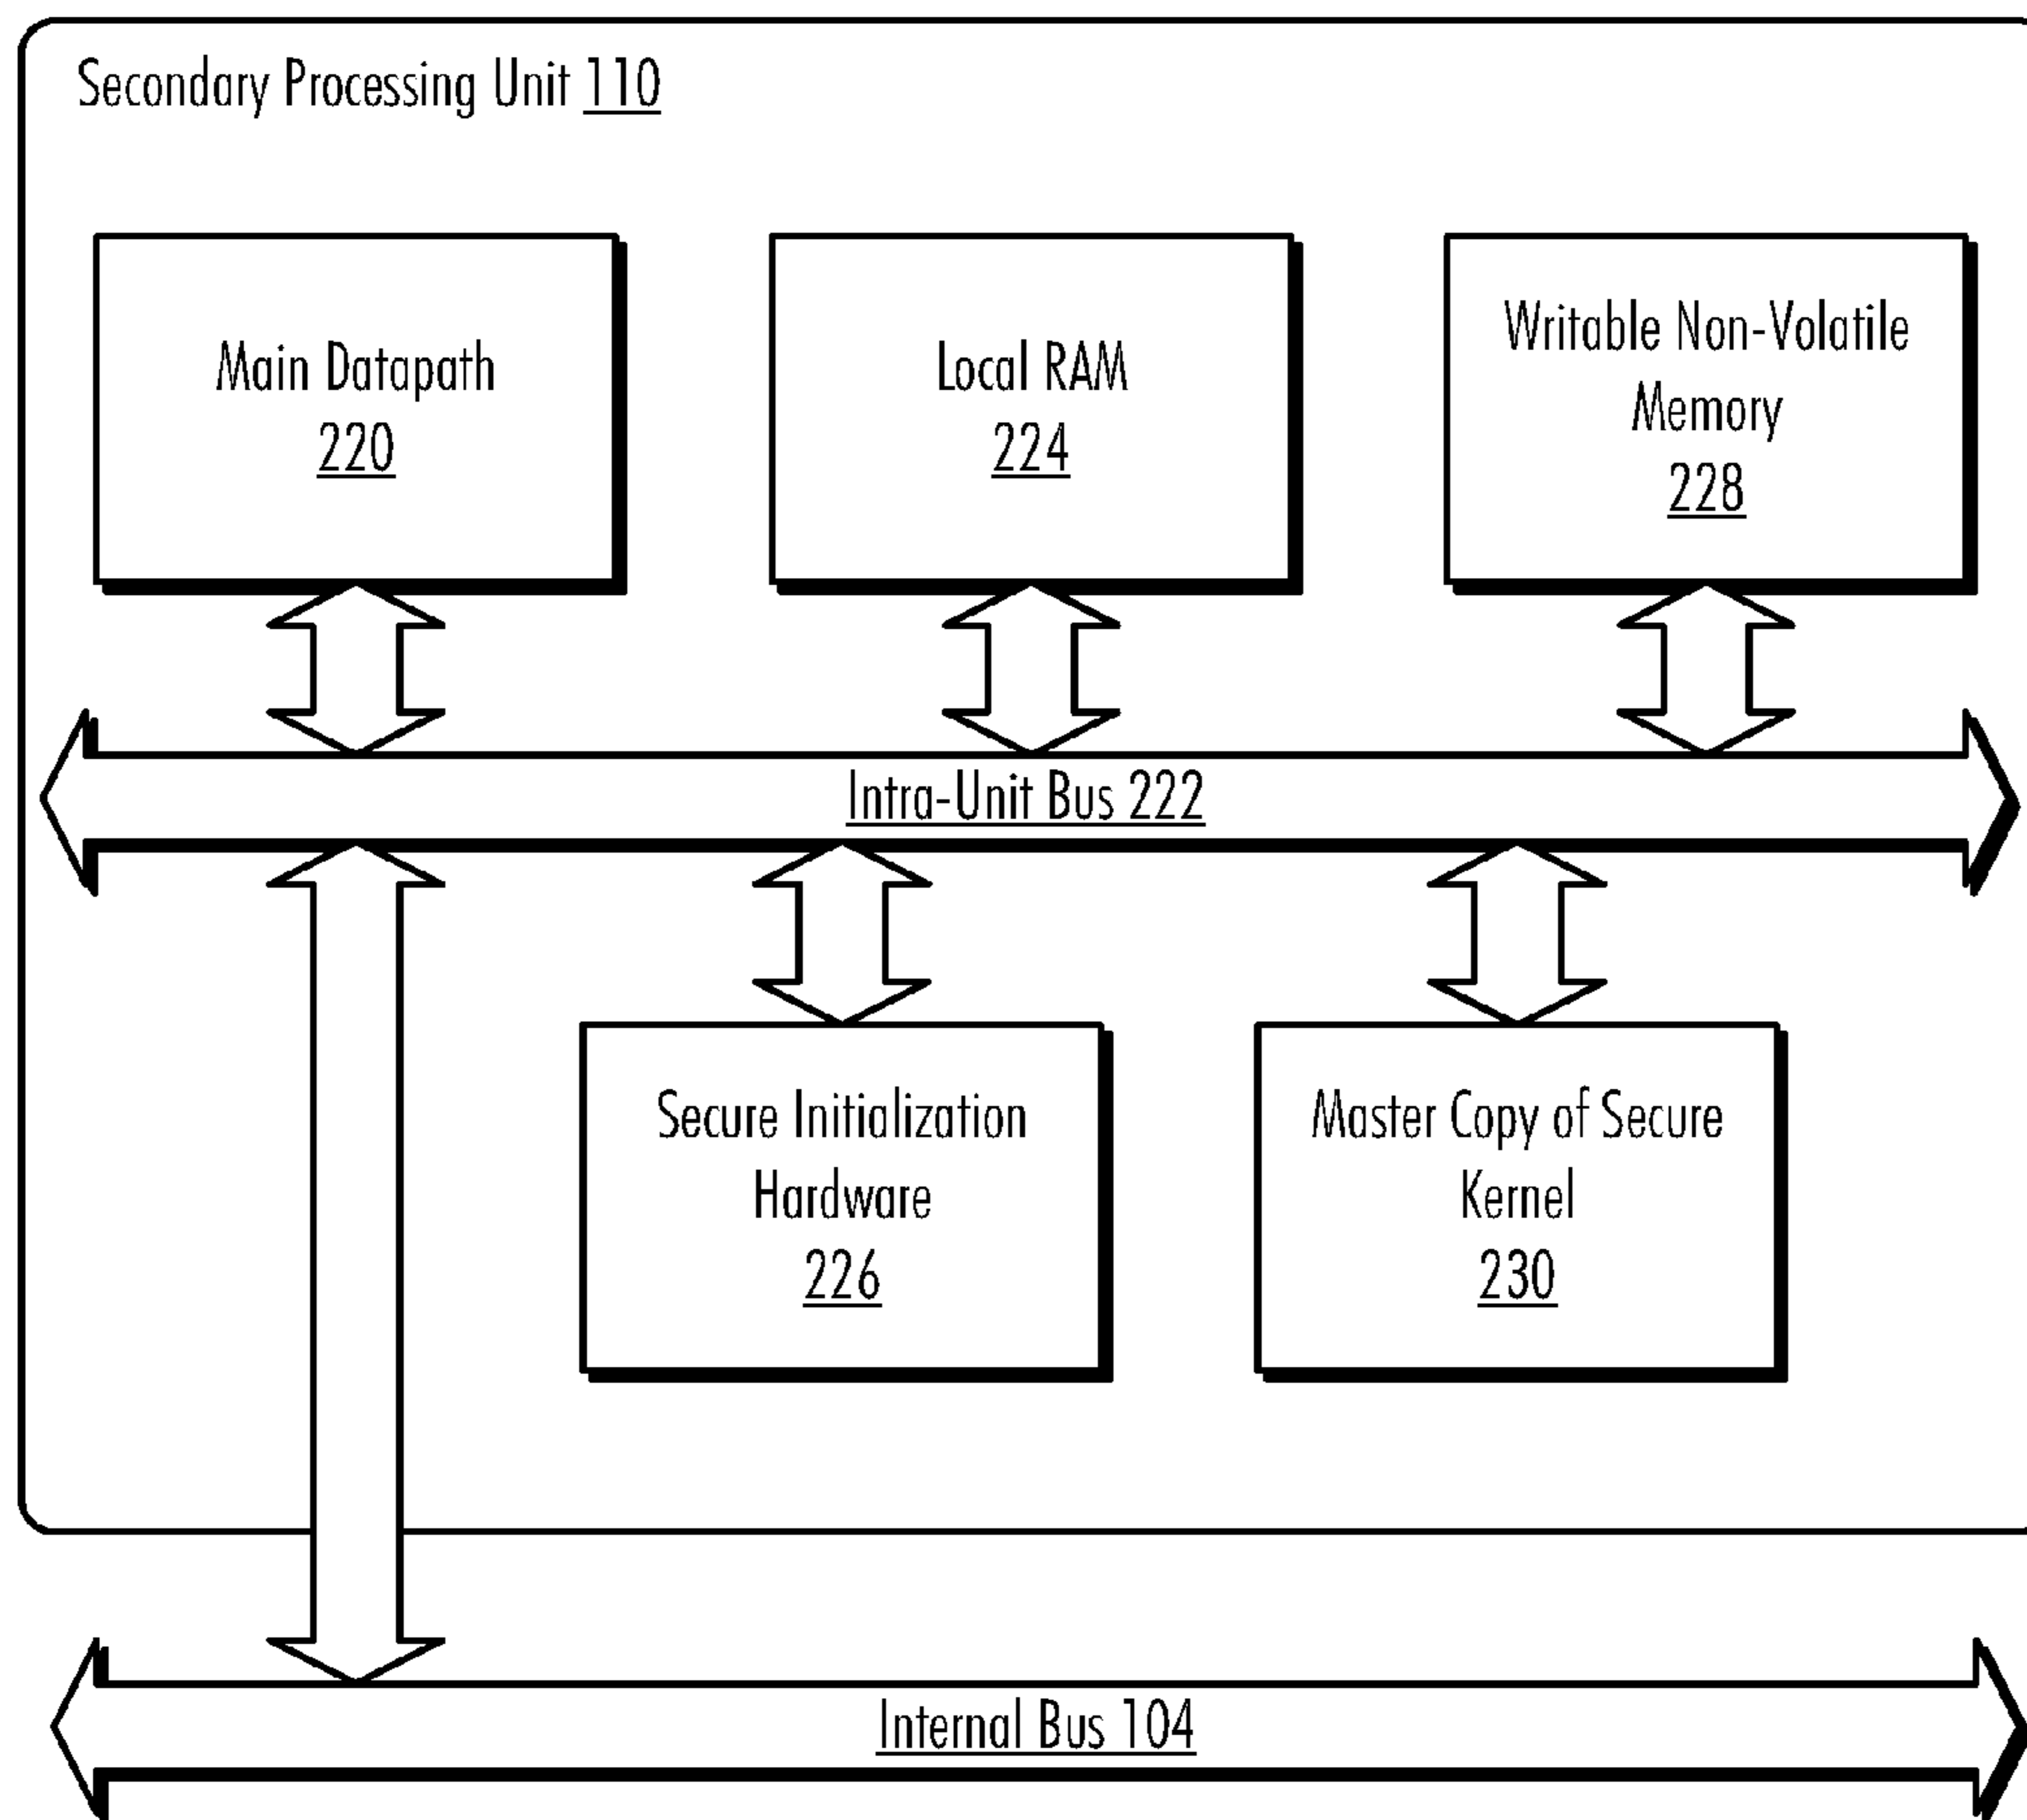 Secondary Processing Unit 110
Main Datapath
220
Local RAM
224
Writable Non-Volatile
Memory
228
Intra-Unit Bus 222
Secure Initialization
Hardware
226
Master Copy of Secure
Kernel
230
Internal Bus 104